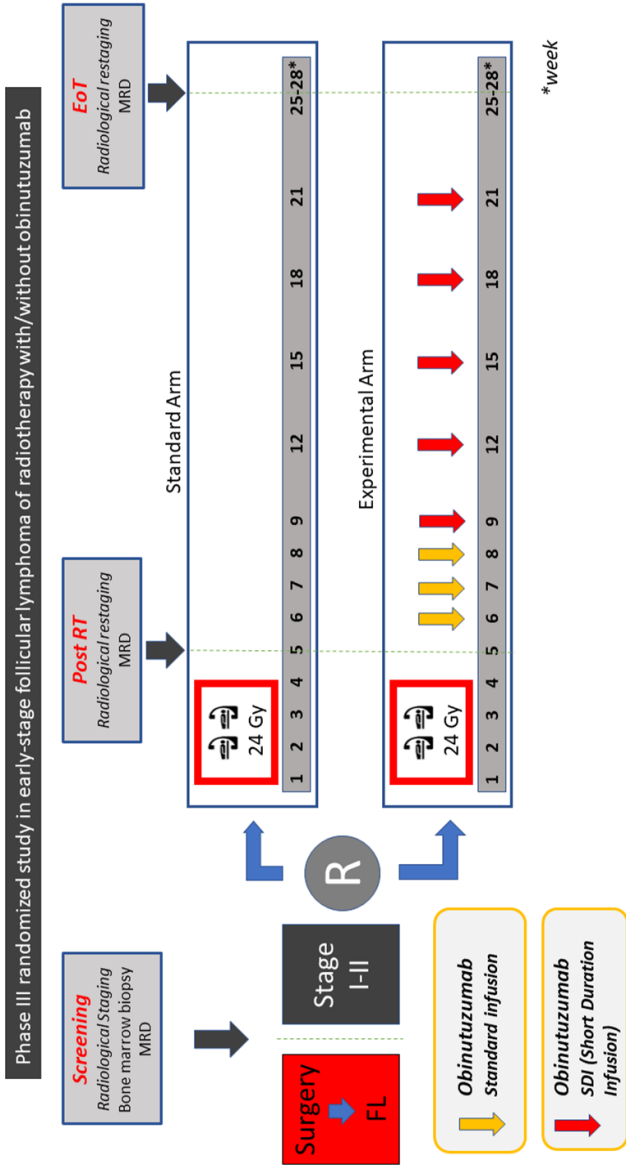 Phase III randomized study in early-stage follicular lymphoma of radiotherapy with/without obinutuzumab
Screening
Radiological Staging
Bone marrow biopsy
MRD
Post RT
Radiological restaging
MRD
EoT
Radiological restaging
MRD
Surgery
FL
Stage
I-II
R
Standard Arm
24 Gy
1 2 3 4 5 6 7 8 9 12 15 18 21 25-28*
Experimental Arm
24 Gy
1 2 3 4 5 6 7 8 9 12 15 18 21 25-28*
*week
Obinutuzumab
Standard infusion
Obinutuzumab
SDI (Short Duration
Infusion)